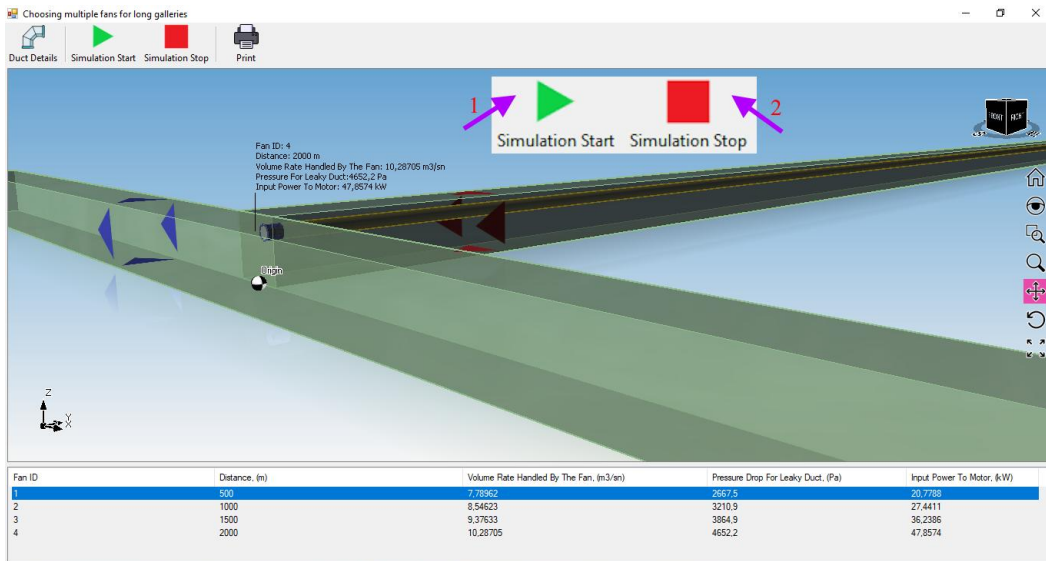 Choosing multiple fans for long galleries
Duct Details Simulation Start Simulation Stop Print
1 2
Simulation Start Simulation Stop
Fan ID: 4
Distance: 2000 m
Volume Rate Handled By The Fan: 10,28705 m3/sn
Pressure For Leaky Duct:4652,2 Pa
Input Power To Motor: 47,8574 kW
Origin
Z
X
Fan ID Distance, (m) Volume Rate Handled By The Fan, (m3/sn) Pressure Drop For Leaky Duct, (Pa) Input Power To Motor, (kW)
1 500 7,78962 2667,5 20,7788
2 1000 8,54623 3210,9 27,4411
3 1500 9,37633 3864,9 36,2386
4 2000 10,28705 4652,2 47,8574